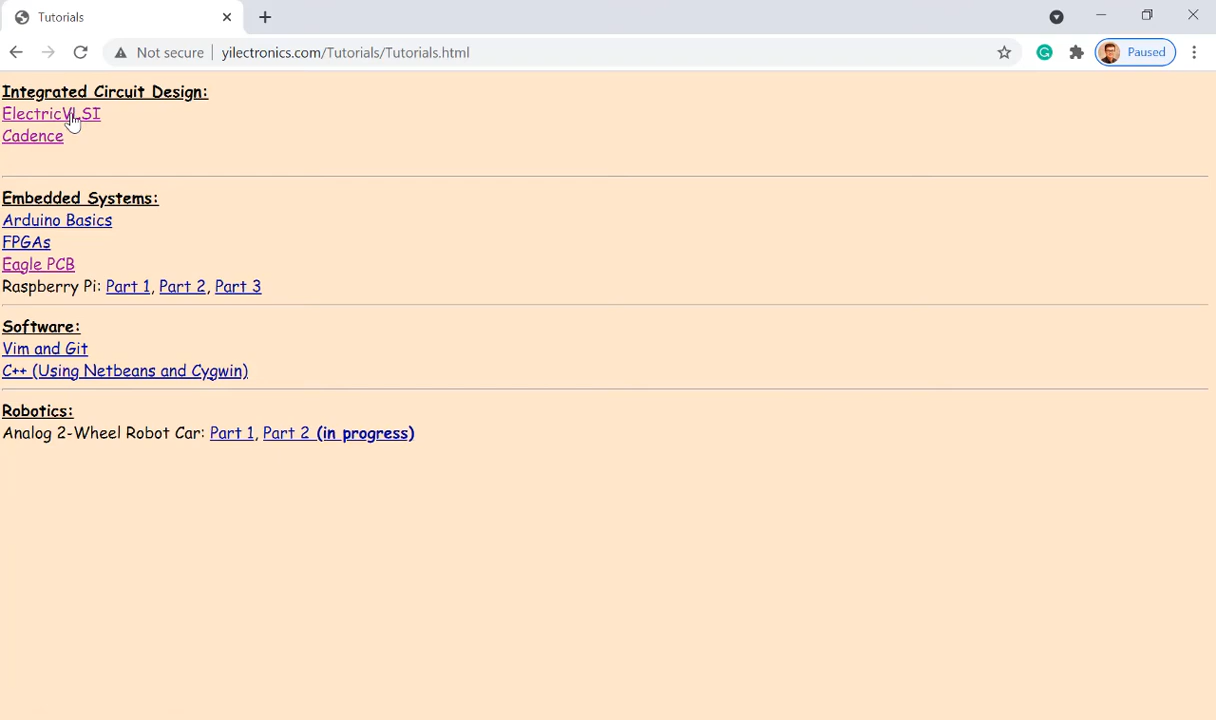 Tutorials
Not secure yilectronics.com/Tutorials/Tutorials.html Paused
Integrated Circuit Design:
ElectricVLSI
Cadence
Embedded Systems:
Arduino Basics
FPGAs
Eagle PCB
Raspberry Pi: Part 1, Part 2, Part 3
Software:
Vim and Git
C++ (Using Netbeans and Cygwin)
Robotics:
Analog 2-Wheel Robot Car: Part 1, Part 2 (in progress)